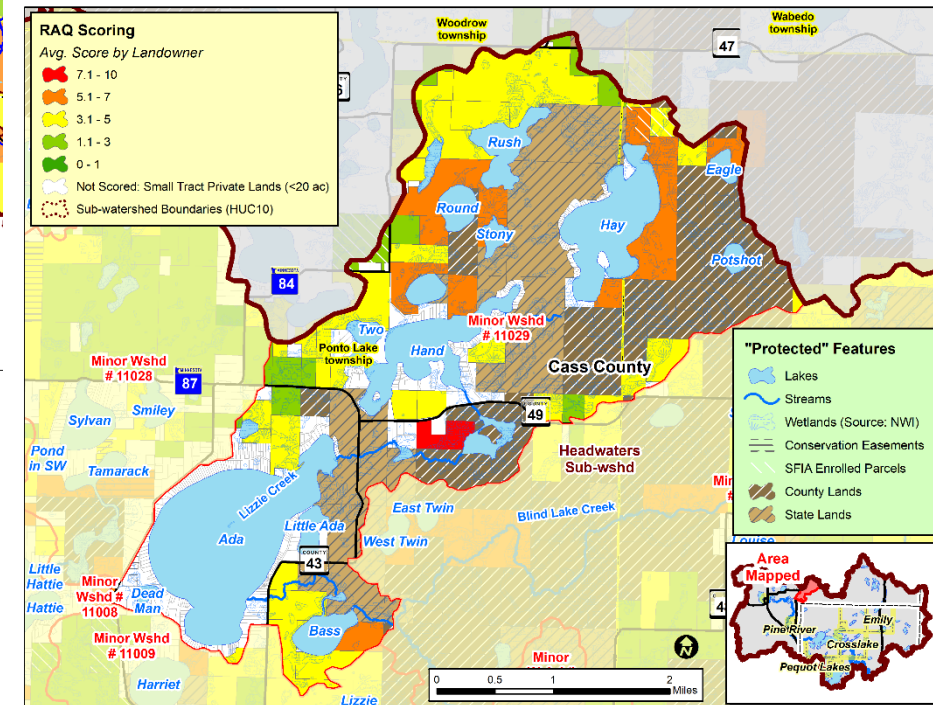 RAQ Scoring
Avg. Score by Landowner
7.1 - 10
5.1 - 7
3.1 - 5
1.1 - 3
0 - 1
Not Scored: Small Tract Private Lands (<20 ac)
Sub-watershed Boundaries (HUC10)
Woodrow
township
Wabedo
township
47
Rush
Eagle
Round
Hay
Stony
Potshot
MINNESOTA
84
Two
Minor Wshd
# 11029
Hand
Ponto Lake
township
Cass County
Minor Wshd
# 11028
MINNESOTA
87
COUNTY
49
Smiley
Sylvan
Pond
in SW
Tamarack
Headwaters
Sub-wshd
Lizzie Creek
East Twin
Blind Lake Creek
Ada
Little Ada
West Twin
Louise
COUNTY
43
Little
Hattie
Hattie
Minor
Wshd #
11008
Dead
Man
Minor Wshd
# 11009
Bass
Harriet
Lizzie
Minor
0 0.5 1 2
Miles
N
"Protected" Features
Lakes
Streams
Wetlands (Source: NWI)
Conservation Easements
SFIA Enrolled Parcels
County Lands
State Lands
Area
Mapped
Pine River
Emily
Crosslake
Pequot Lakes